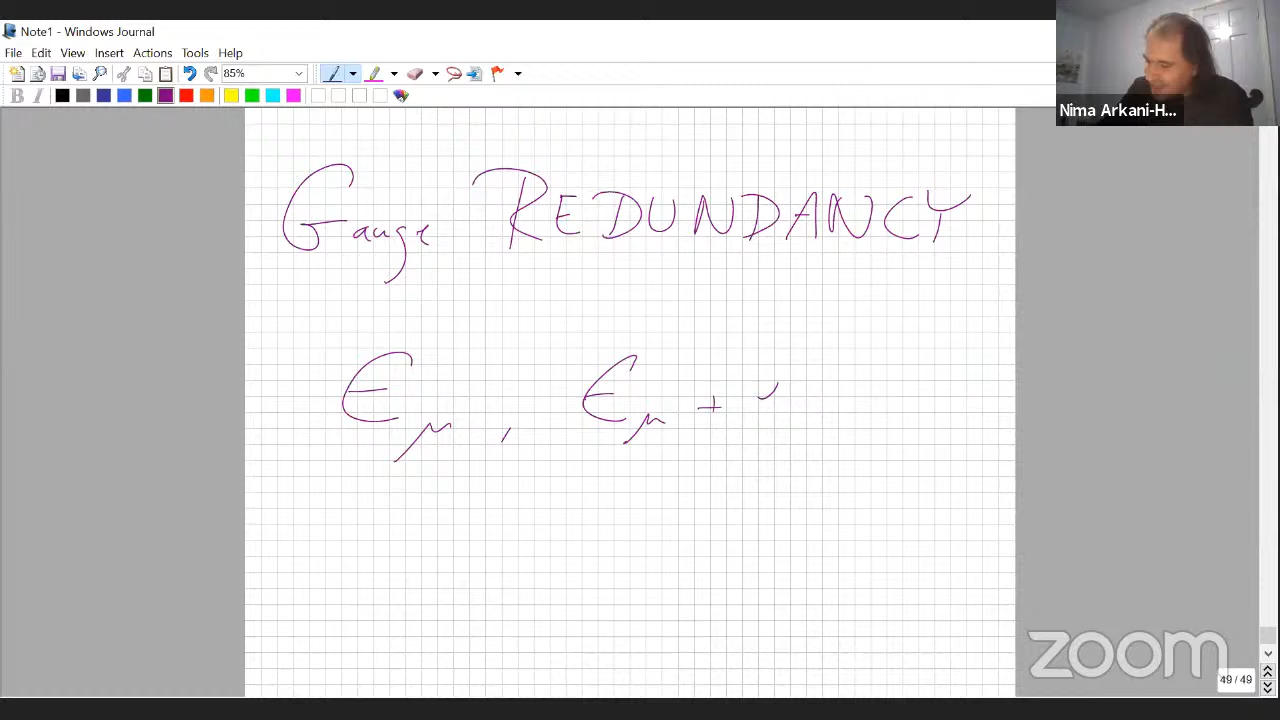 Note1 - Windows Journal
File Edit View Insert Actions Tools Help
85%
B I
Nima Arkani-H...
Gauge REDUNDANCY
ϵμ , ϵμ +
zoom
49 / 49